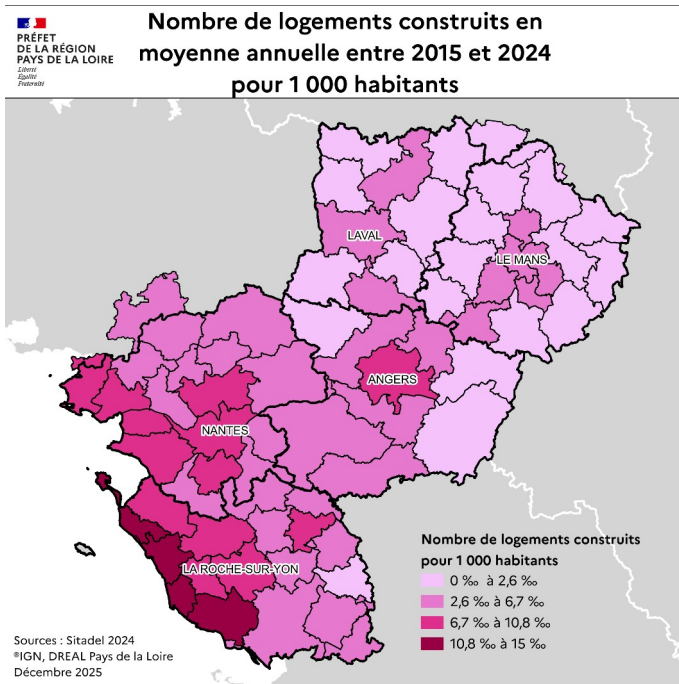 PRÉFET
DE LA RÉGION
PAYS DE LA LOIRE
Liberté
Égalité
Fraternité
Nombre de logements construits en
moyenne annuelle entre 2015 et 2024
pour 1 000 habitants
LAVAL
LE MANS
ANGERS
NANTES
LA ROCHE-SUR-YON
Nombre de logements construits
pour 1 000 habitants
0 ‰ à 2,6 ‰
2,6 ‰ à 6,7 ‰
6,7 ‰ à 10,8 ‰
10,8 ‰ à 15 ‰
Sources : Sitadel 2024
®IGN, DREAL Pays de la Loire
Décembre 2025